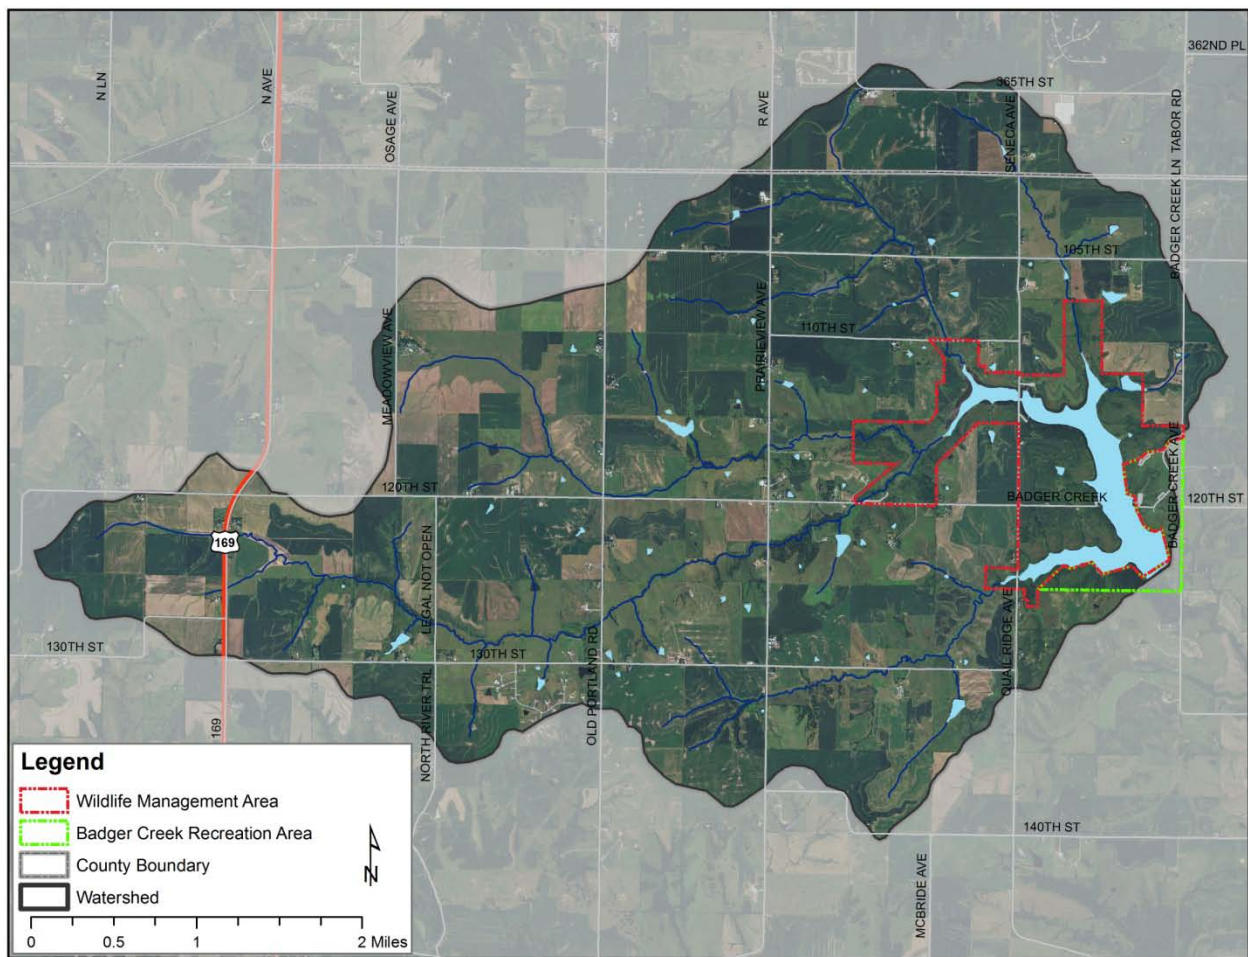 362ND PL
365TH ST
N LN
N AVE
OSAGE AVE
R AVE
SENECA AVE
TABOR RD
BADGER CREEK LN
105TH ST
110TH ST
PRAIRIEVIEW AVE
MEADOWVIEW AVE
120TH ST
BADGER CREEK
BADGER CREEK AVE
120TH ST
169
LEGAL NOT OPEN
130TH ST
130TH ST
OLD PORTLAND RD
QUAIL RIDGE AVE
NORTH RIVER TRL
169
140TH ST
MCBRIDE AVE
Legend
Wildlife Management Area
Badger Creek Recreation Area
County Boundary
Watershed
N
0 0.5 1 2 Miles